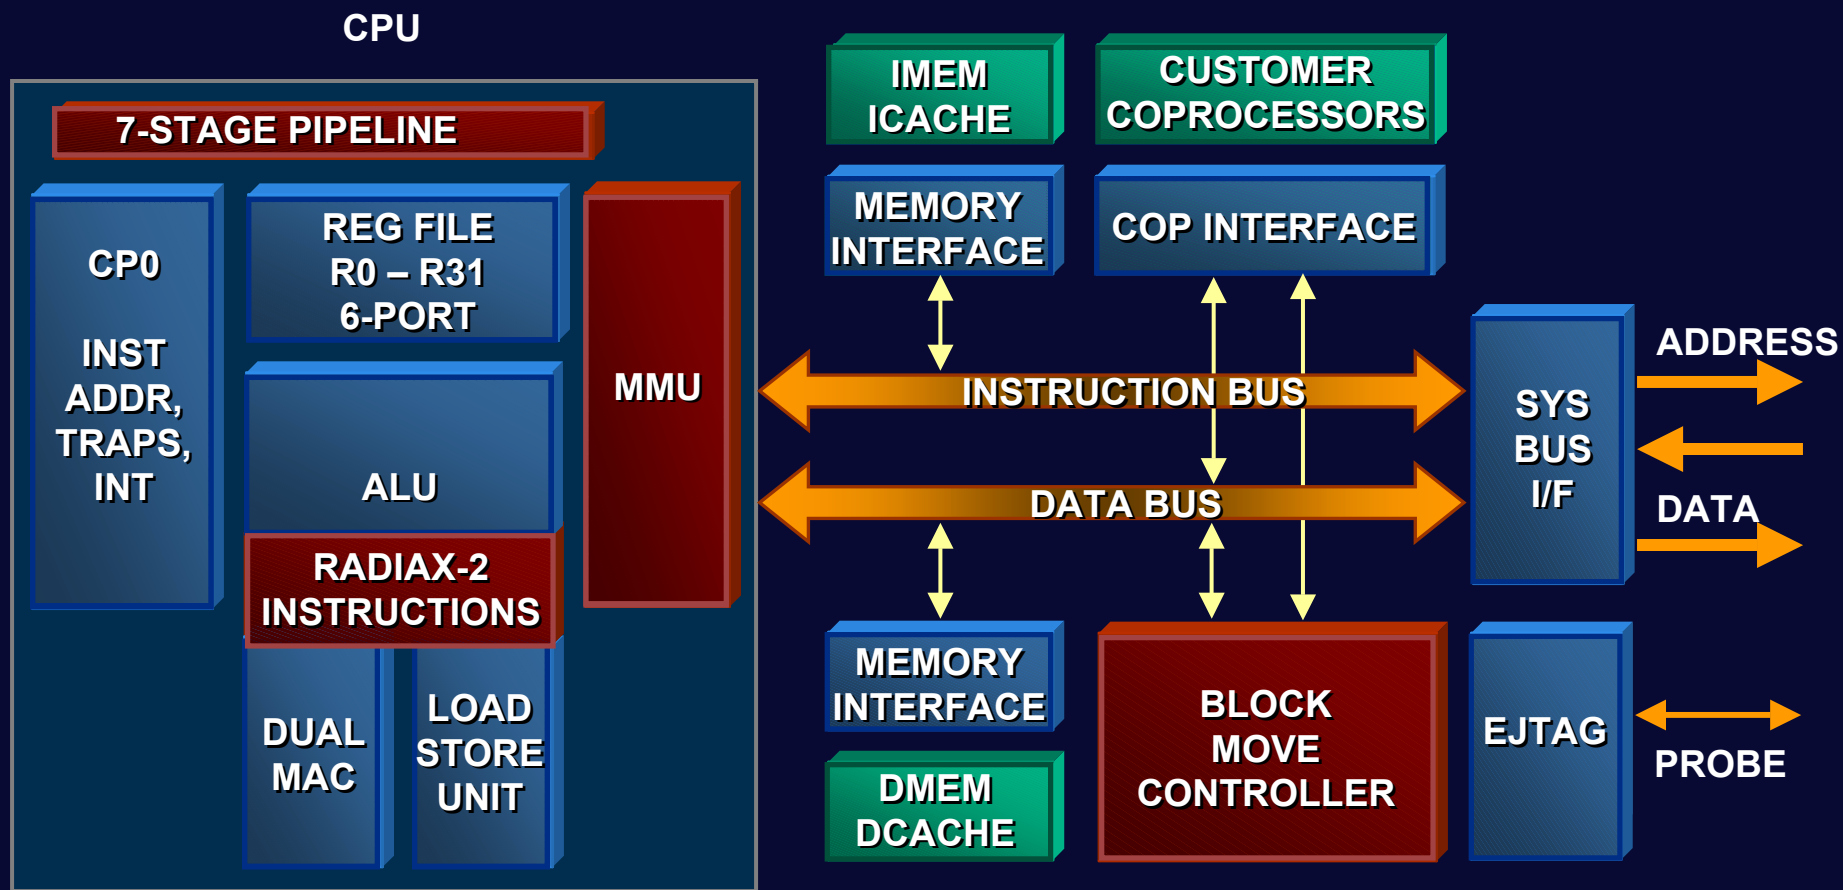 CPU
7-STAGE PIPELINE
CP0
INST
ADDR,
TRAPS,
INT
REG FILE
R0 – R31
6-PORT
ALU
RADIAX-2
INSTRUCTIONS
DUAL
MAC
LOAD
STORE
UNIT
MMU
IMEM
ICACHE
CUSTOMER
COPROCESSORS
MEMORY
INTERFACE
COP INTERFACE
INSTRUCTION BUS
DATA BUS
MEMORY
INTERFACE
DMEM
DCACHE
BLOCK
MOVE
CONTROLLER
SYS
BUS
I/F
ADDRESS
DATA
EJTAG
PROBE